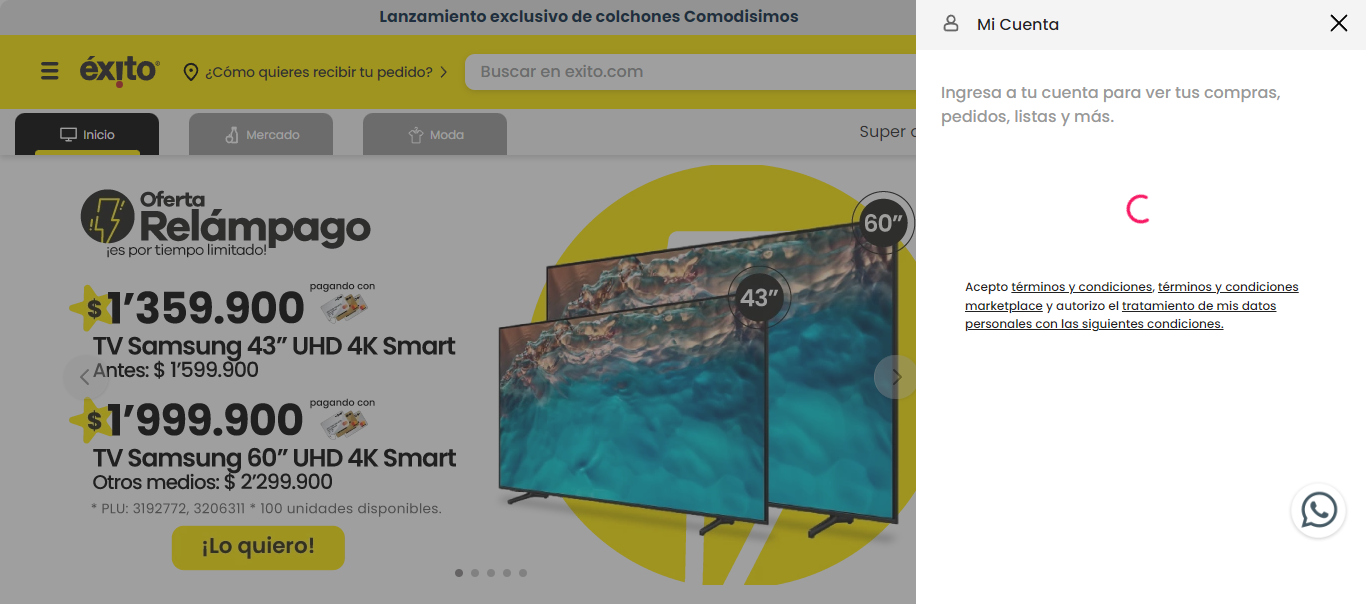 Lanzamiento exclusivo de colchones Comodisimos
éxito
¿Cómo quieres recibir tu pedido?
Buscar en exito.com
Inicio
Mercado
Moda
Super
Oferta
Relámpago
¡es por tiempo limitado!
60”
43”
pagando con
$1’359.900
TV Samsung 43” UHD 4K Smart
Antes: $ 1’599.900
pagando con
$1’999.900
TV Samsung 60” UHD 4K Smart
Otros medios: $ 2’299.900
* PLU: 3192772, 3206311 * 100 unidades disponibles.
¡Lo quiero!
Mi Cuenta
Ingresa a tu cuenta para ver tus compras,
pedidos, listas y más.
Acepto términos y condiciones, términos y condiciones
marketplace y autorizo el tratamiento de mis datos
personales con las siguientes condiciones.